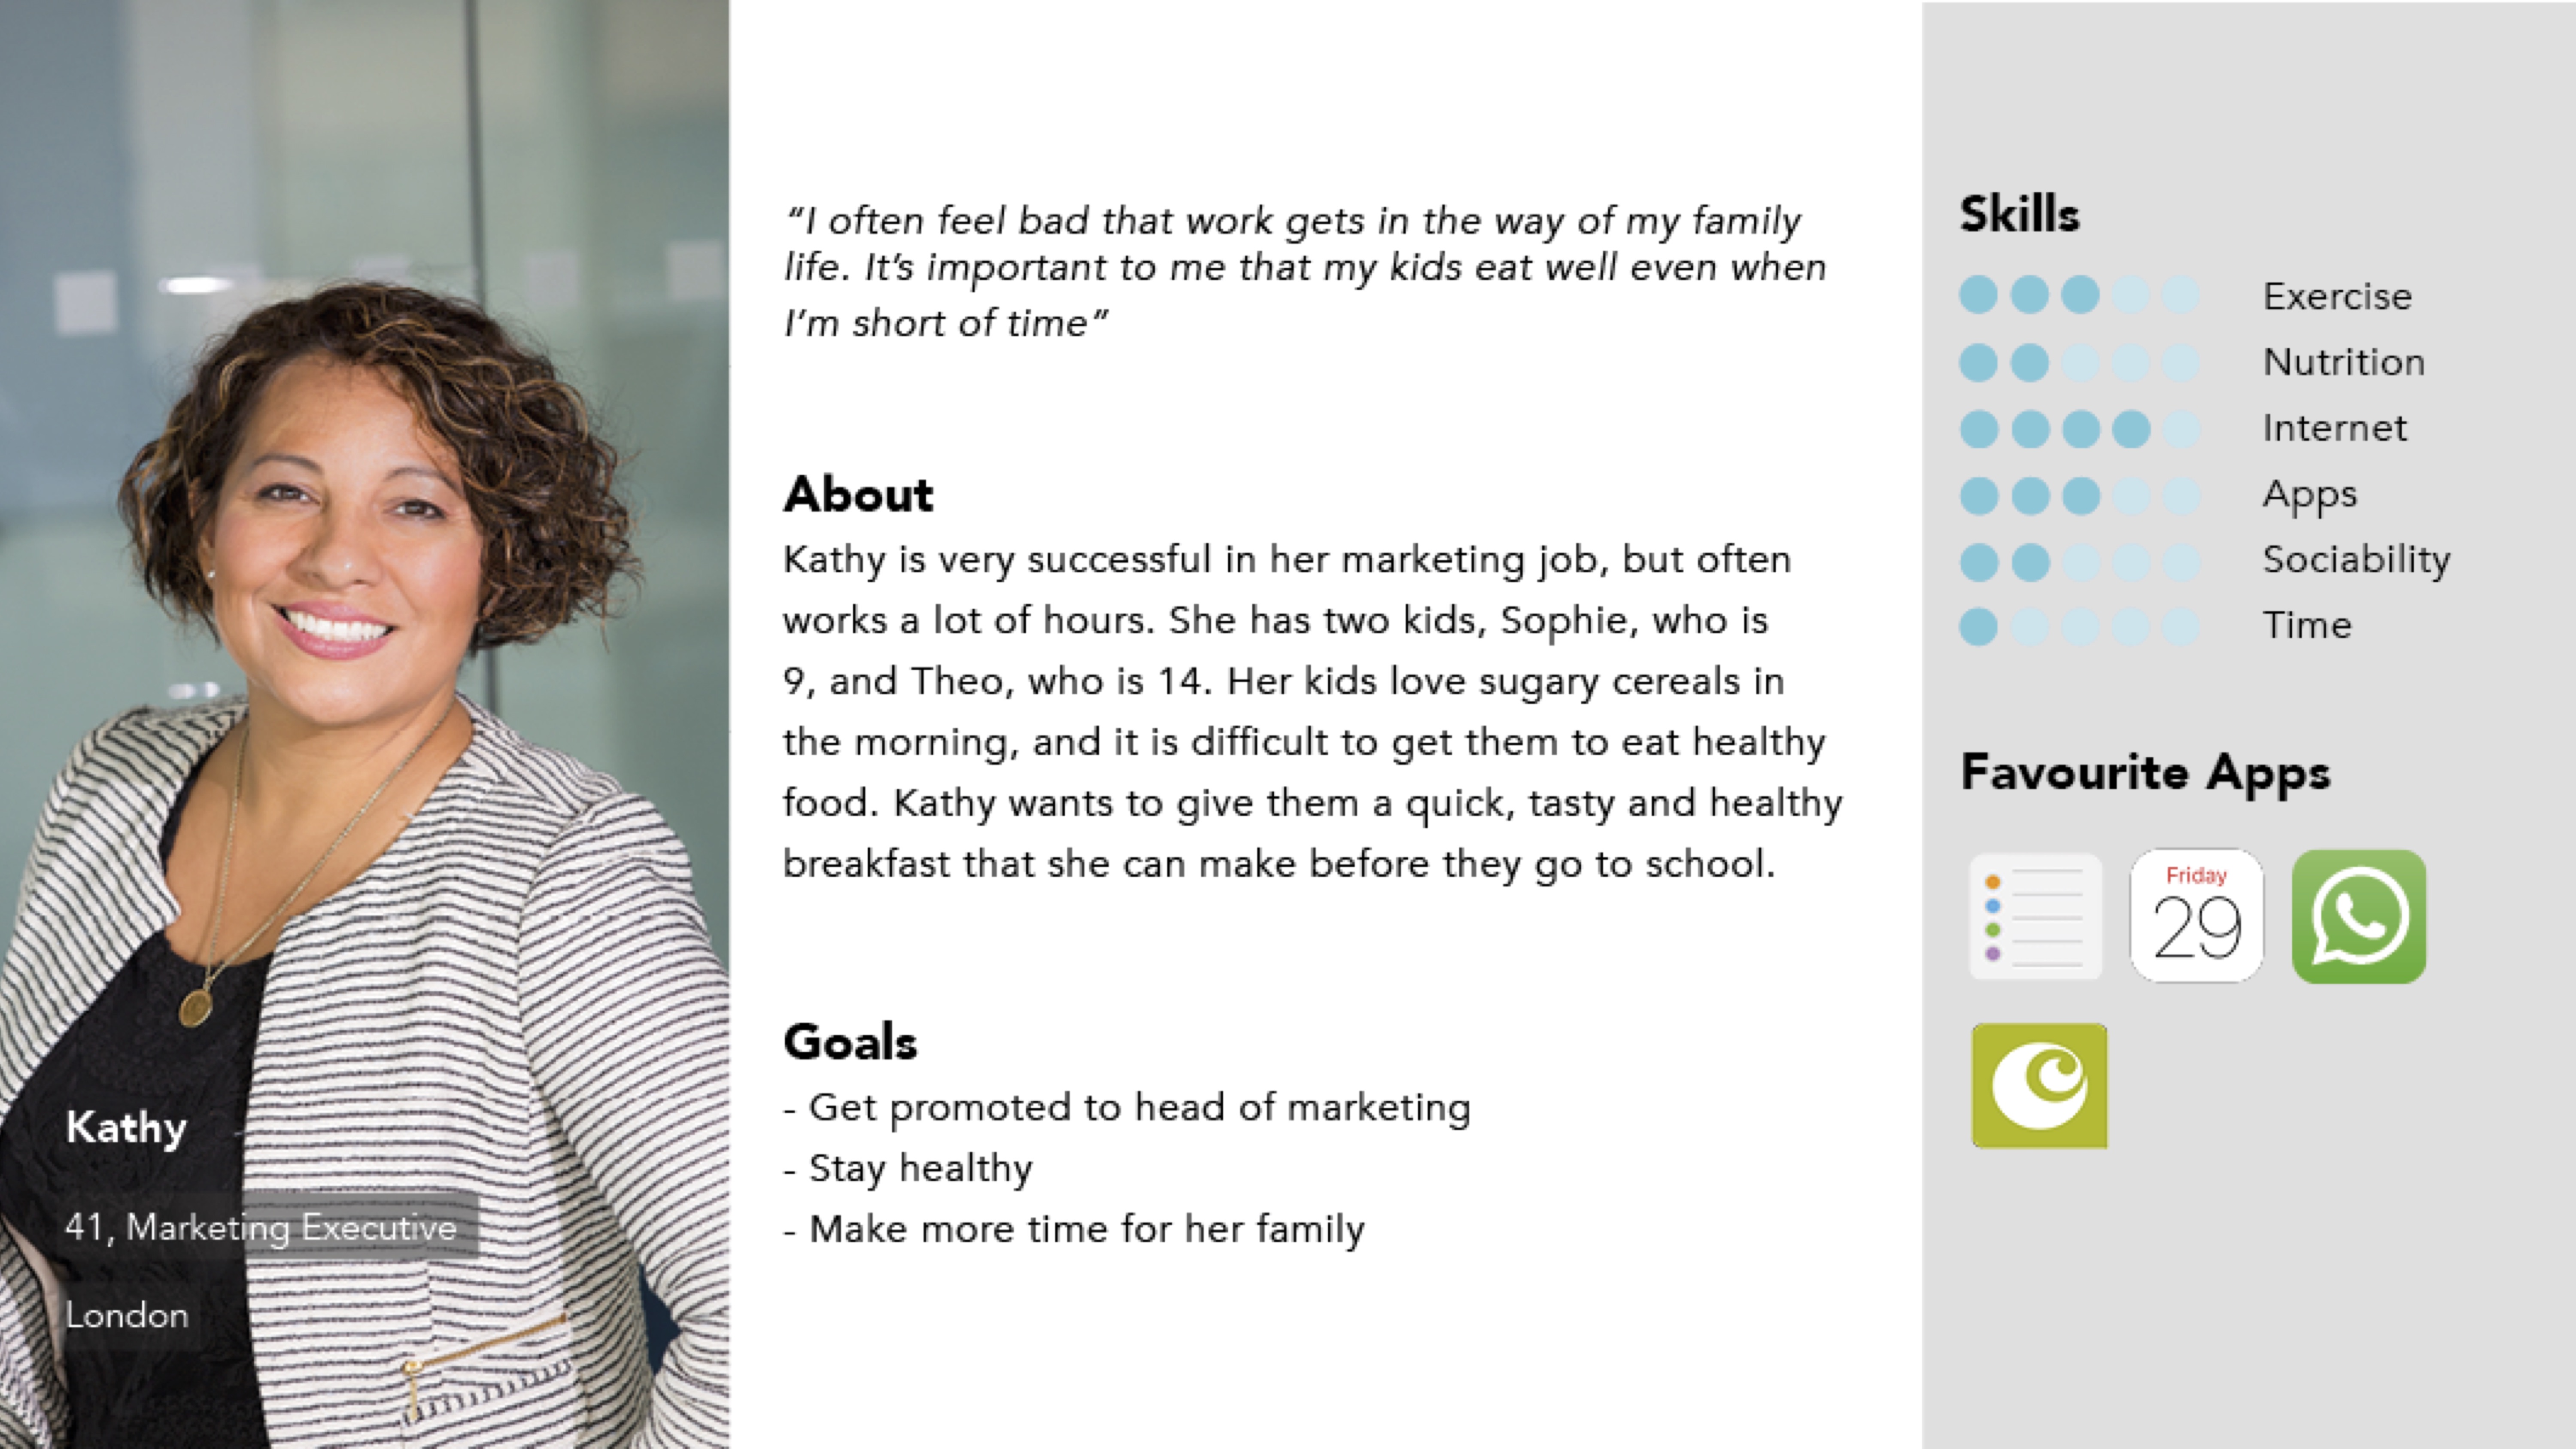 “I often feel bad that work gets in the way of my family
life. It’s important to me that my kids eat well even when
I’m short of time”
About
Kathy is very successful in her marketing job, but often
works a lot of hours. She has two kids, Sophie, who is
9, and Theo, who is 14. Her kids love sugary cereals in
the morning, and it is difficult to get them to eat healthy
food. Kathy wants to give them a quick, tasty and healthy
breakfast that she can make before they go to school.
Goals
- Get promoted to head of marketing
- Stay healthy
- Make more time for her family
Kathy
41, Marketing Executive
London
Skills
Exercise
Nutrition
Internet
Apps
Sociability
Time
Favourite Apps
Friday
29